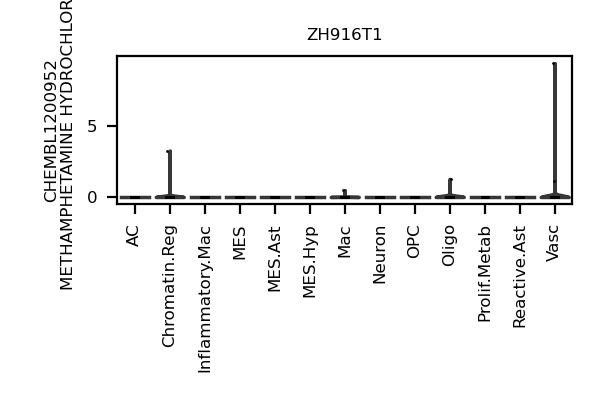 ZH916T1
CHEMBL1200952
METHAMPHETAMINE HYDROCHLOR
5
0
AC
Chromatin.Reg
Inflammatory.Mac
MES
MES.Ast
MES.Hyp
Mac
Neuron
OPC
Oligo
Prolif.Metab
Reactive.Ast
Vasc